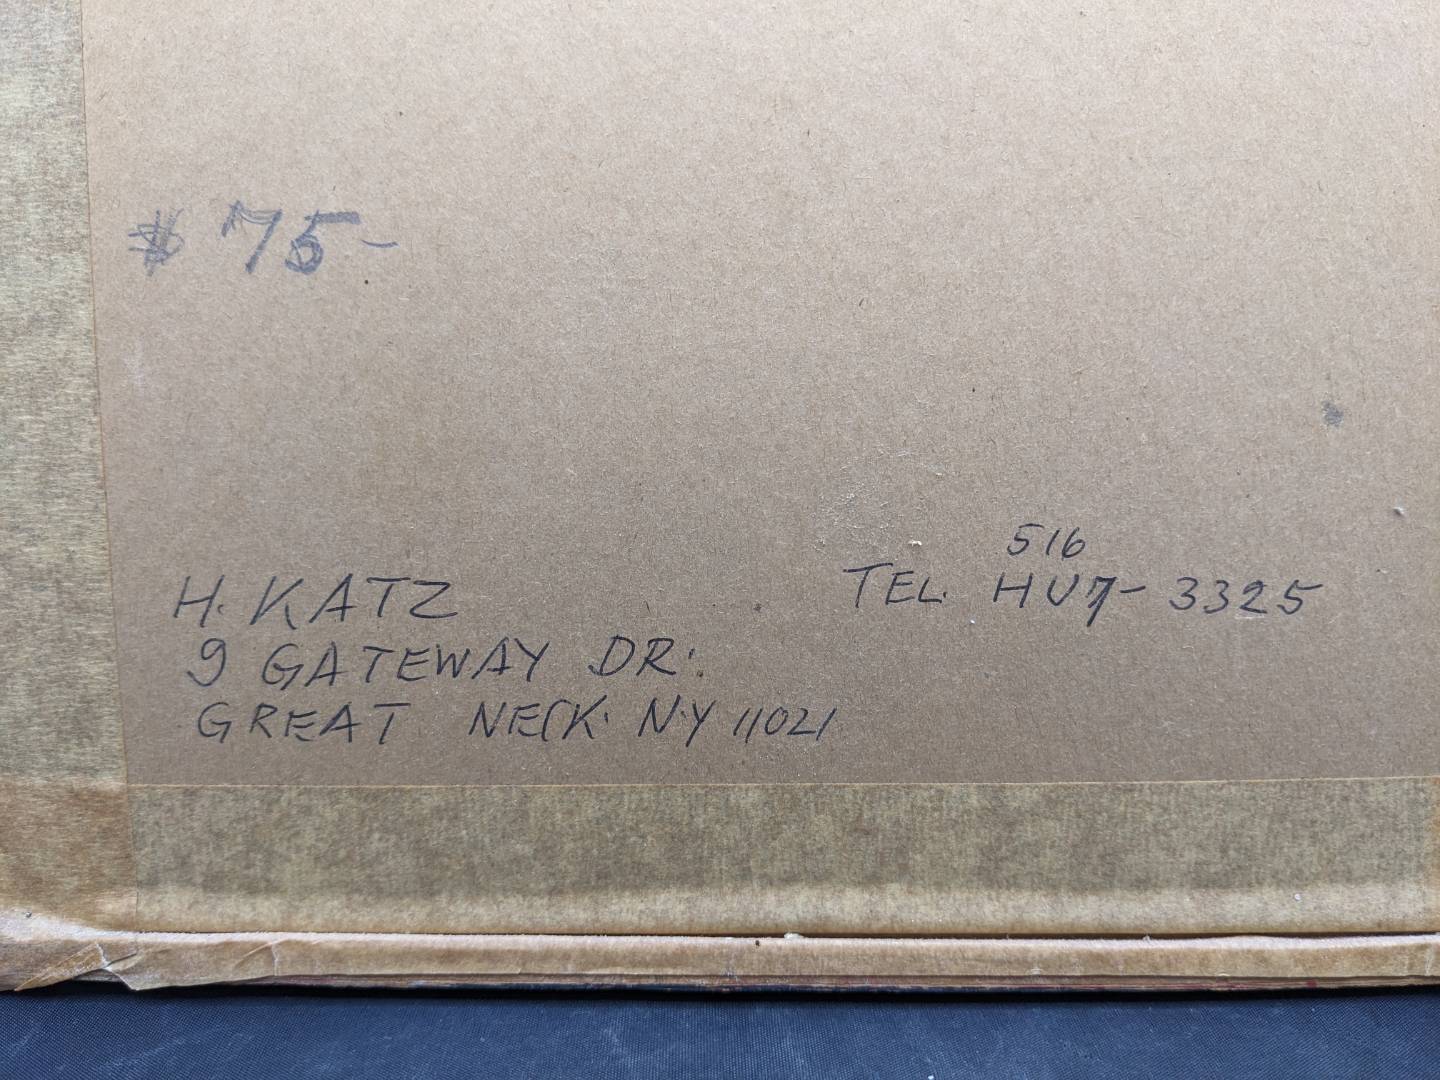 $ 75-
516
H. KATZ TEL. HU7-3325
9 GATEWAY DR.
GREAT NECK. N.Y 11021